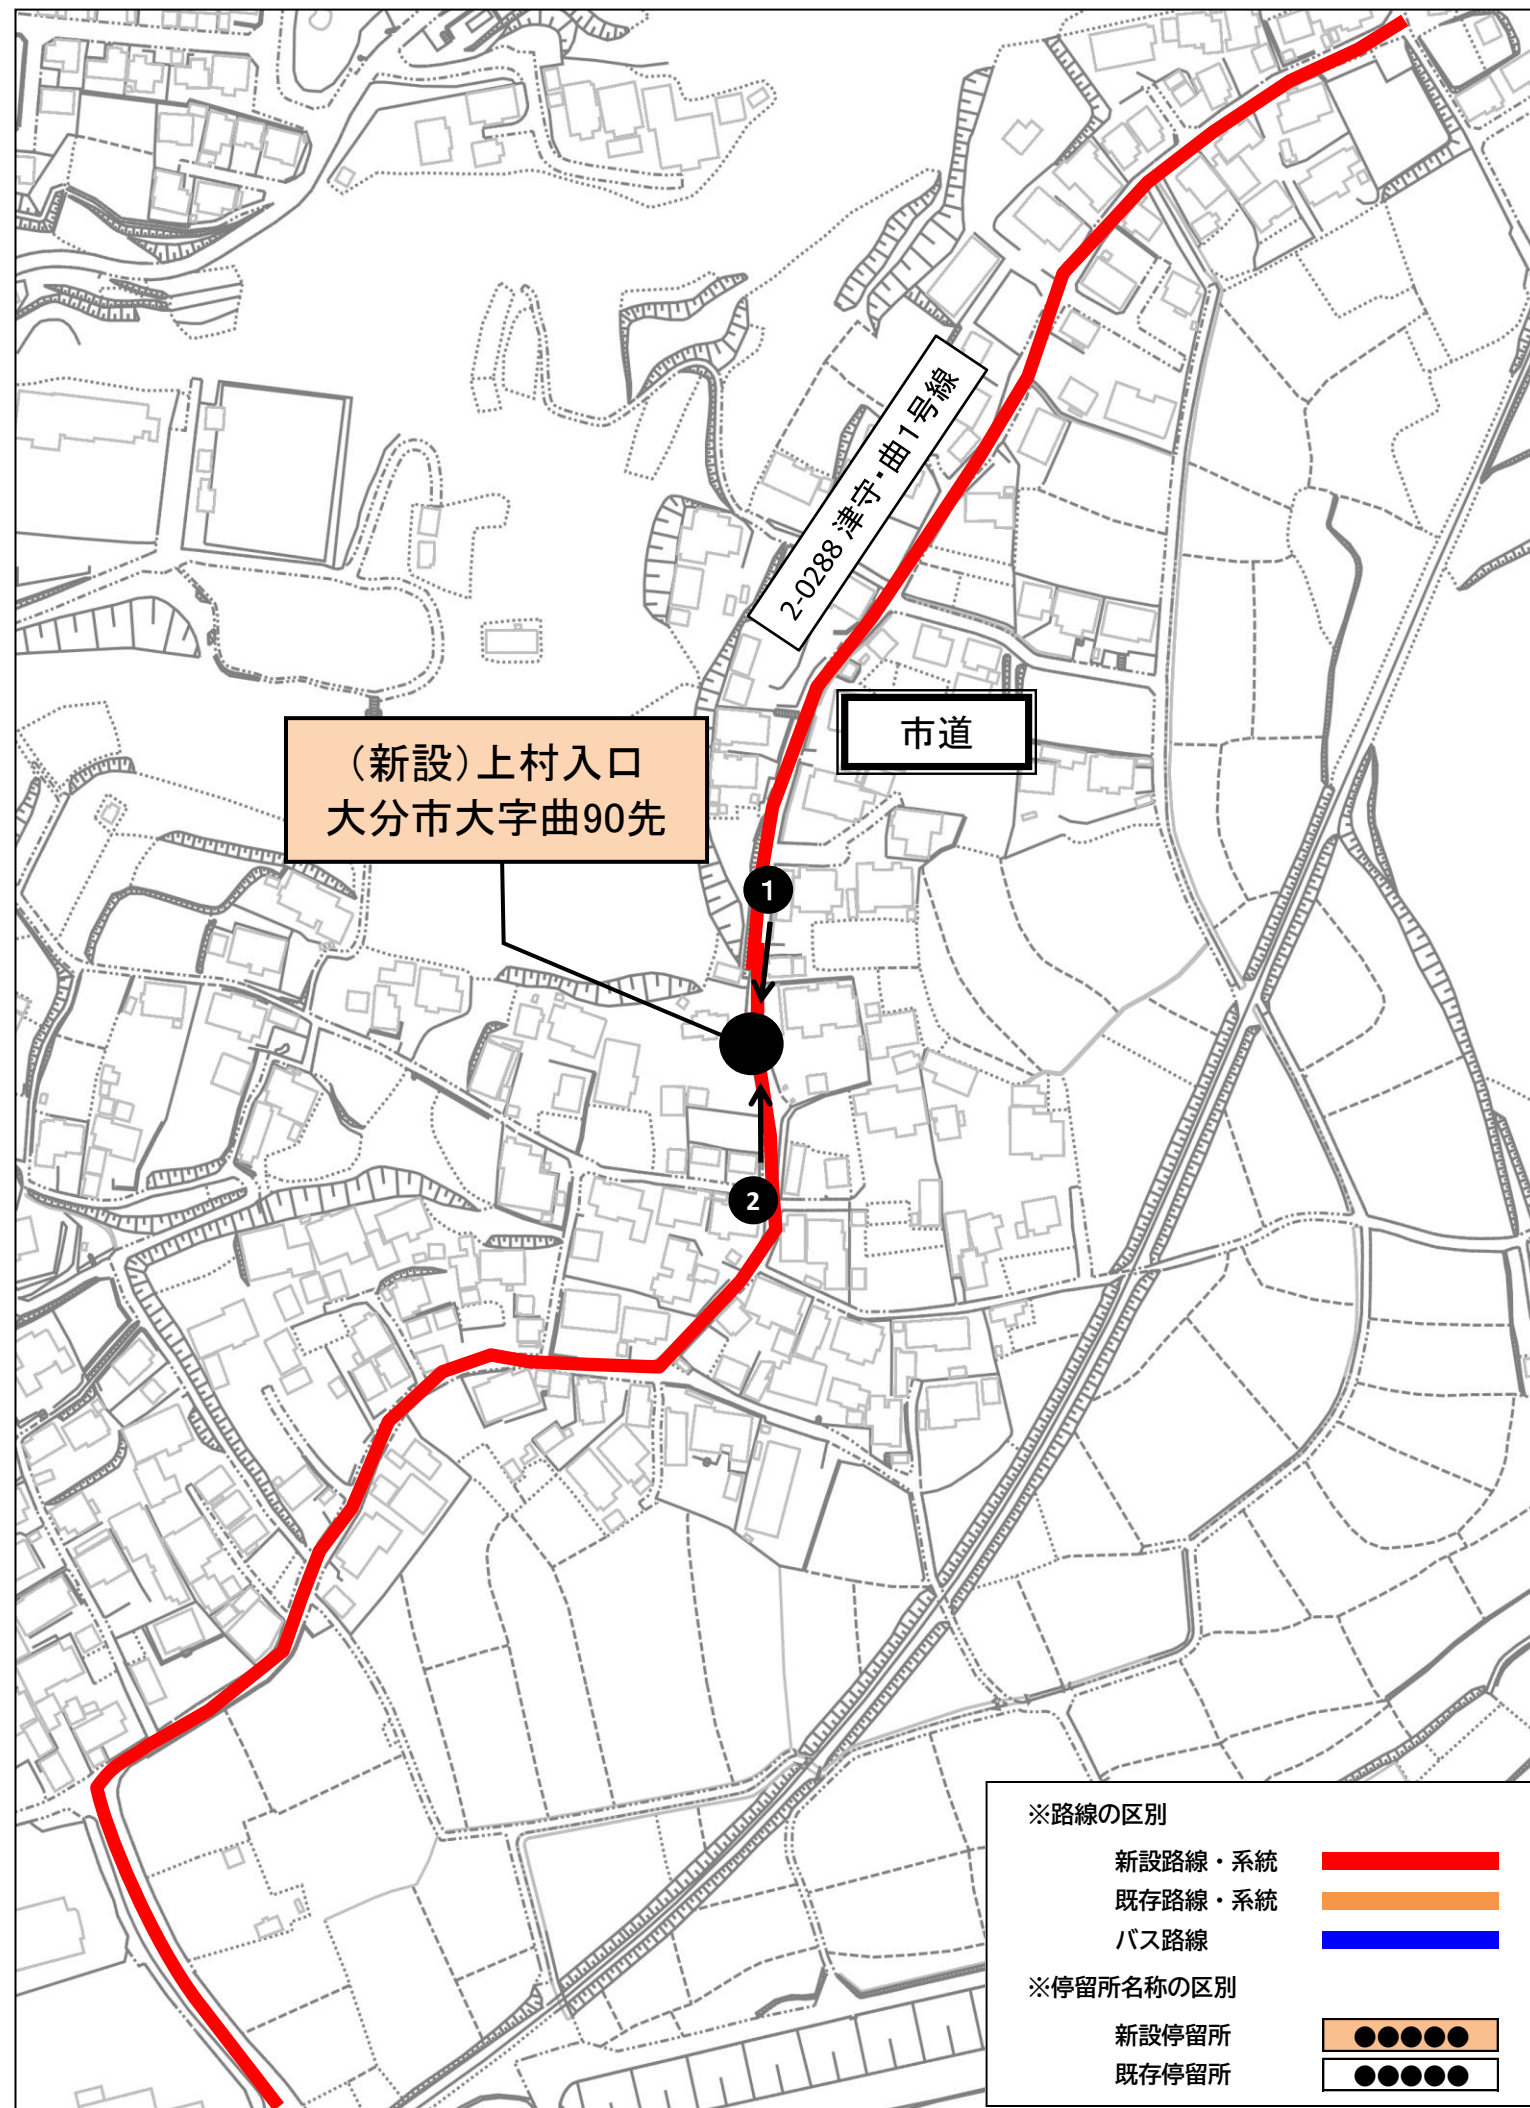 2-0288 津守・曲1号線
市道
（新設）上村入口
大分市大字曲90先
1
2
※路線の区別
新設路線・系統
既存路線・系統
バス路線
※停留所名称の区別
新設停留所
●●●●●
既存停留所
●●●●●